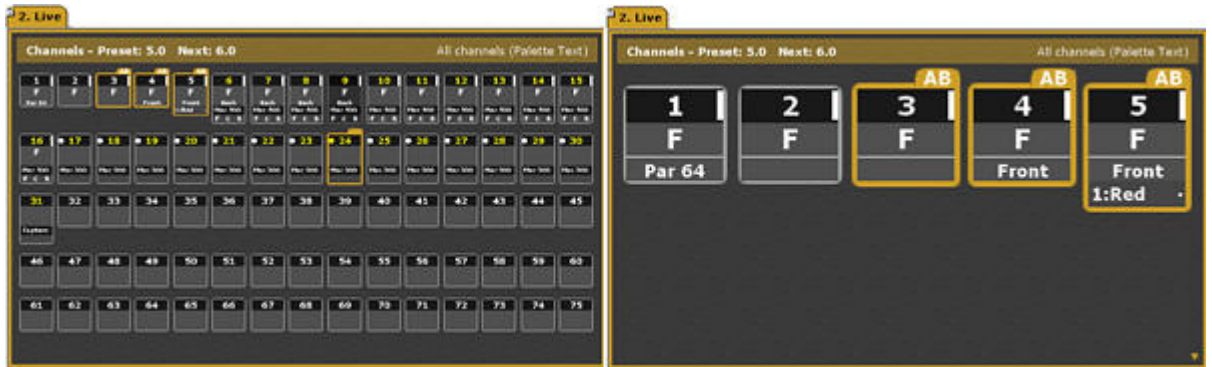 2. Live
Channels - Preset: 5.0 Next: 6.0 All channels (Palette Text)
1 2 3 4 5 6 7 8 9 10 11 12 13 14 15
F F F F F F F F F F F F F F F
Par 64 Front Front Back Back Back Back
1:Red
16 17 18 19 20 21 22 23 24 25 26 27 28 29 30
F
31 32 33 34 35 36 37 38 39 40 41 42 43 44 45
46 47 48 49 50 51 52 53 54 55 56 57 58 59 60
61 62 63 64 65 66 67 68 69 70 71 72 73 74 75
2. Live
Channels - Preset: 5.0 Next: 6.0 All channels (Palette Text)
AB AB AB
1 2 3 4 5
F F F F F
Par 64 Front Front
1:Red